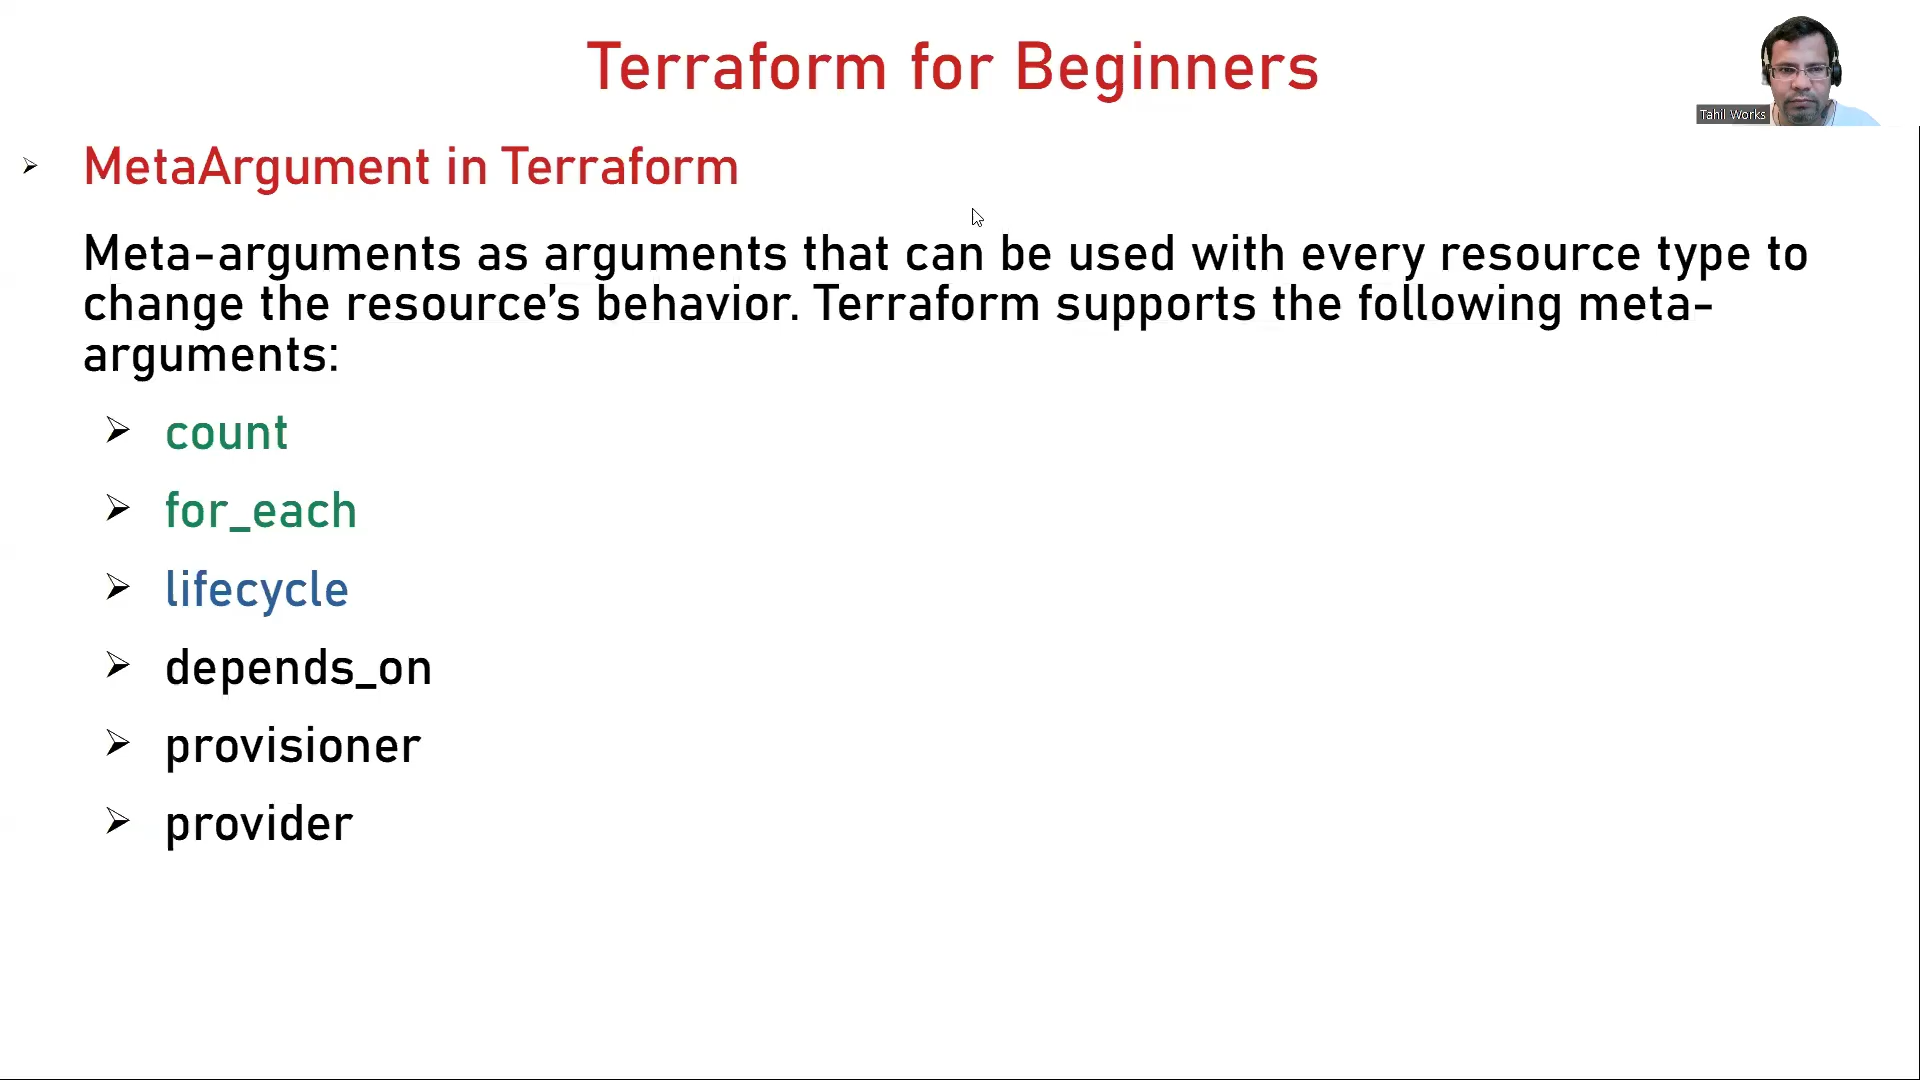 Terraform for Beginners
Tahil Works
MetaArgument in Terraform
Meta-arguments as arguments that can be used with every resource type to
change the resource's behavior. Terraform supports the following meta-
arguments:
count
for_each
lifecycle
depends_on
provisioner
provider